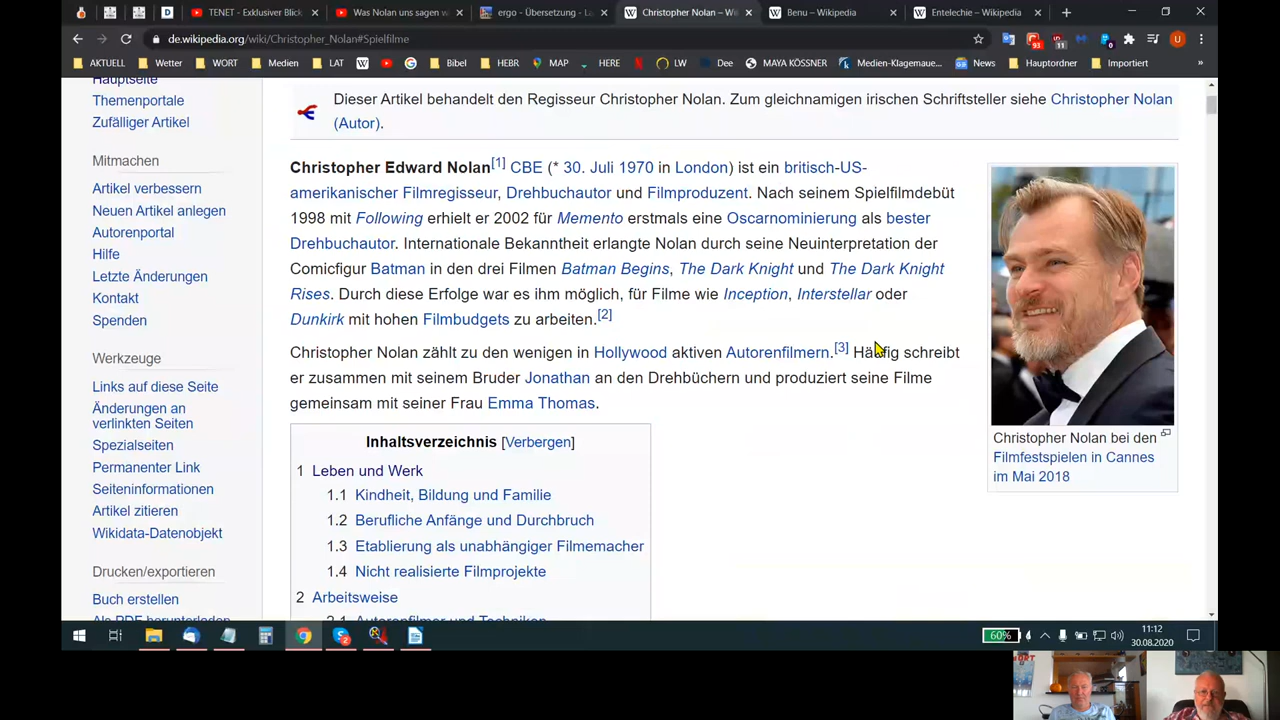 TENET - Exklusiver Blick
Was Nolan uns sagen w
ergo - Übersetzung - La
Christopher Nolan – Wi
Benu – Wikipedia
Entelechie – Wikipedia
de.wikipedia.org/wiki/Christopher_Nolan#Spielfilme
93
11
0
U
AKTUELL
Wetter
WORT
Medien
LAT
Bibel
HEBR
MAP
HERE
LW
Dee
MAYA KÖSSNER
Medien-Klagemaue...
News
Hauptordner
Importiert
»
Hauptseite
Themenportale
Zufälliger Artikel
Mitmachen
Artikel verbessern
Neuen Artikel anlegen
Autorenportal
Hilfe
Letzte Änderungen
Kontakt
Spenden
Werkzeuge
Links auf diese Seite
Änderungen an
verlinkten Seiten
Spezialseiten
Permanenter Link
Seiteninformationen
Artikel zitieren
Wikidata-Datenobjekt
Drucken/exportieren
Buch erstellen
Als PDF herunterladen
Dieser Artikel behandelt den Regisseur Christopher Nolan. Zum gleichnamigen irischen Schriftsteller siehe Christopher Nolan
(Autor).
Christopher Edward Nolan[1] CBE (* 30. Juli 1970 in London) ist ein britisch-US-
amerikanischer Filmregisseur, Drehbuchautor und Filmproduzent. Nach seinem Spielfilmdebüt
1998 mit Following erhielt er 2002 für Memento erstmals eine Oscarnominierung als bester
Drehbuchautor. Internationale Bekanntheit erlangte Nolan durch seine Neuinterpretation der
Comicfigur Batman in den drei Filmen Batman Begins, The Dark Knight und The Dark Knight
Rises. Durch diese Erfolge war es ihm möglich, für Filme wie Inception, Interstellar oder
Dunkirk mit hohen Filmbudgets zu arbeiten.[2]
Christopher Nolan zählt zu den wenigen in Hollywood aktiven Autorenfilmern.[3] Häufig schreibt
er zusammen mit seinem Bruder Jonathan an den Drehbüchern und produziert seine Filme
gemeinsam mit seiner Frau Emma Thomas.
Inhaltsverzeichnis [Verbergen]
1 Leben und Werk
1.1 Kindheit, Bildung und Familie
1.2 Berufliche Anfänge und Durchbruch
1.3 Etablierung als unabhängiger Filmemacher
1.4 Nicht realisierte Filmprojekte
2 Arbeitsweise
2.1 Autorenfilmer und Techniken
Christopher Nolan bei den
Filmfestspielen in Cannes
im Mai 2018
60%
11:12
30.08.2020